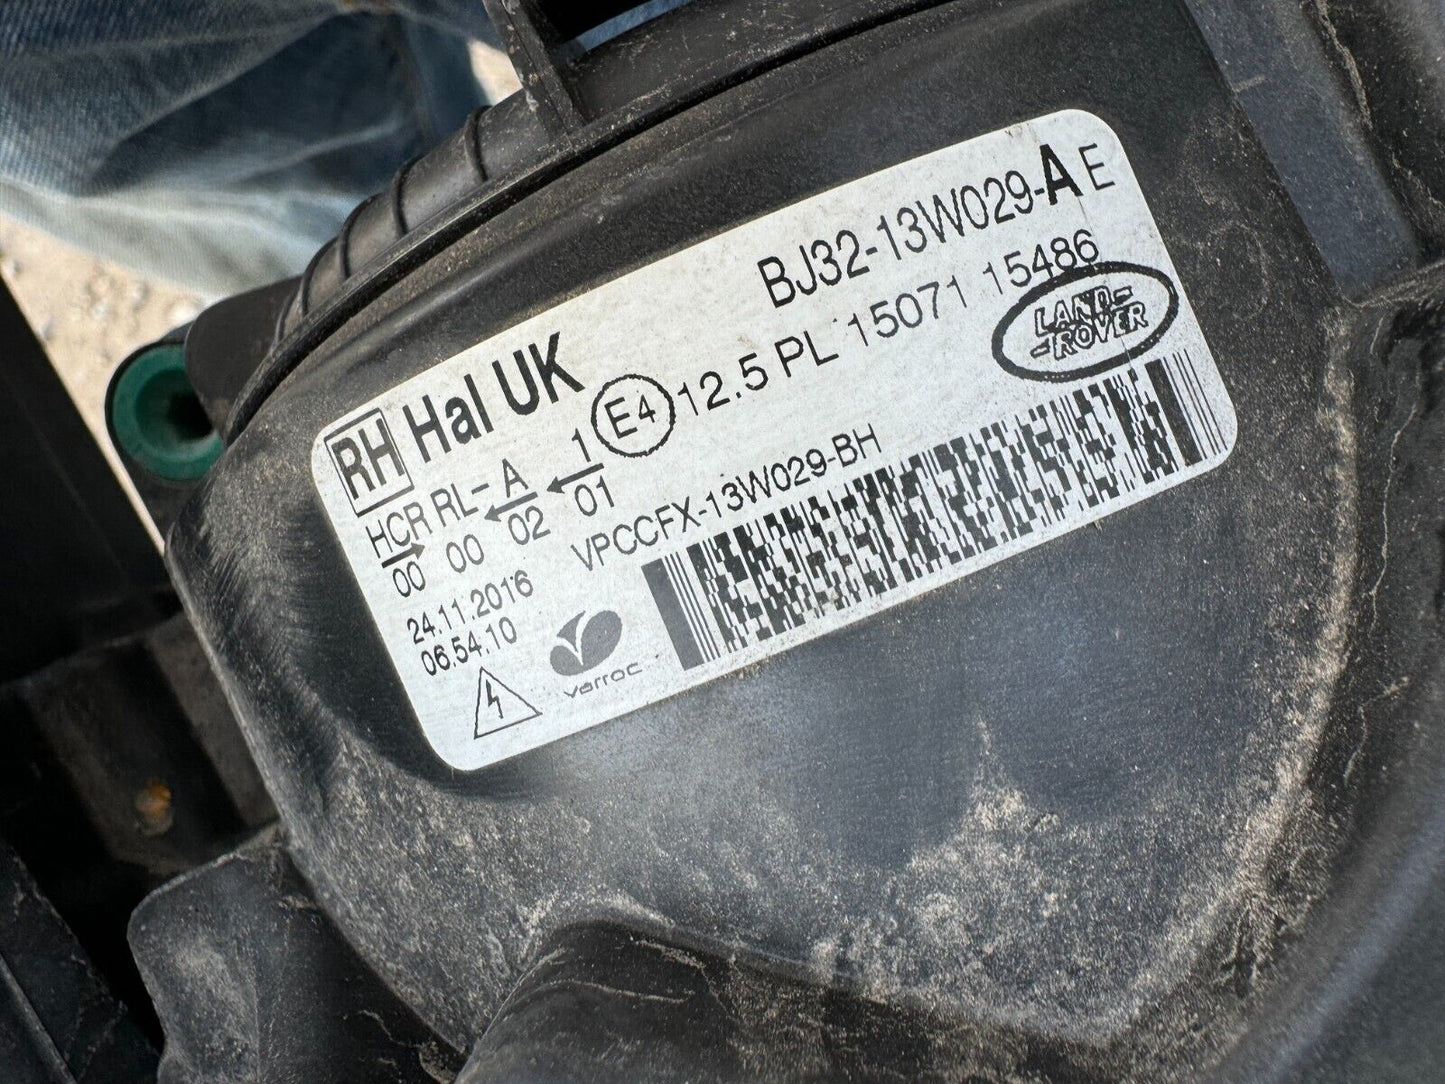 BJ32-13W029-A E
RH Hal UK E4 12.5 PL 15071 15486
LAND-
-ROVER
HCR RL-A 1
00 00 02 01
VPCCFX-13W029-BH
24.11.2016
06.54.10
varroc